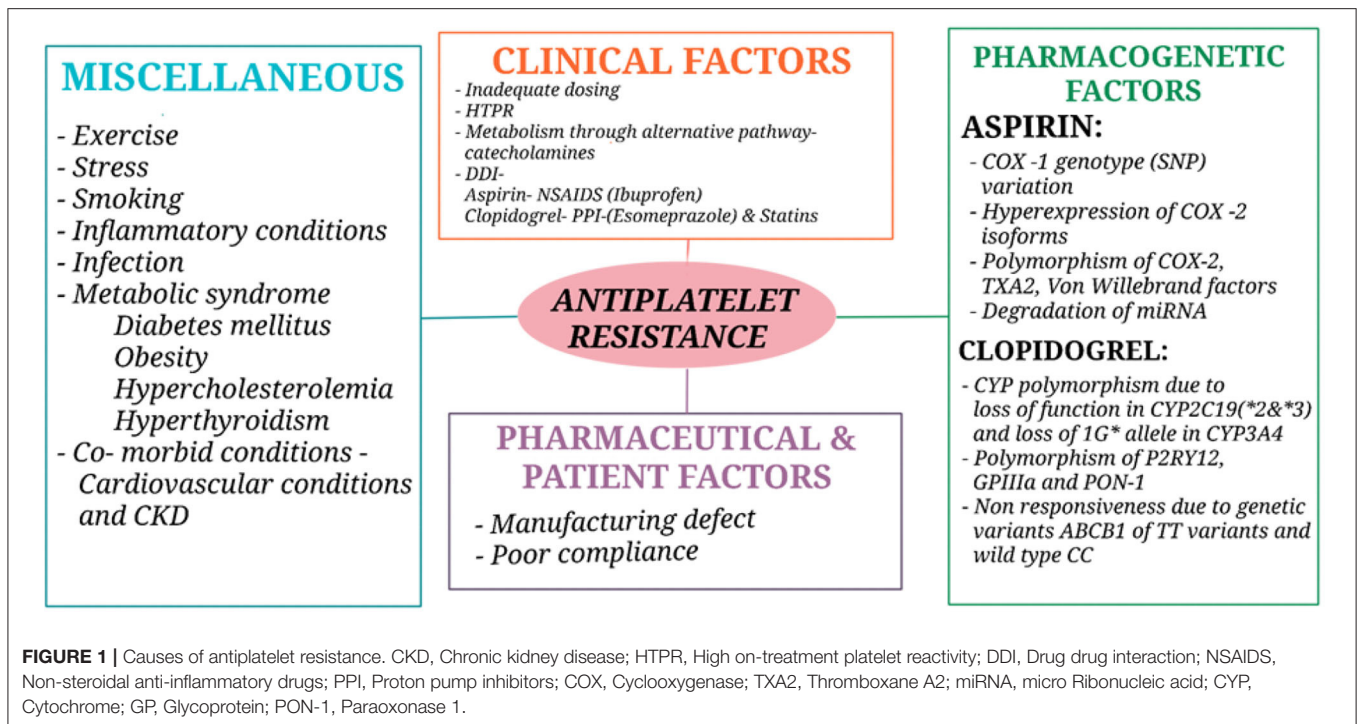 MISCELLANEOUS
- Exercise
- Stress
- Smoking
- Inflammatory conditions
- Infection
- Metabolic syndrome
Diabetes mellitus
Obesity
Hypercholesterolemia
Hyperthyroidism
- Co- morbid conditions -
Cardiovascular conditions
and CKD
CLINICAL FACTORS
- Inadequate dosing
- HTPR
- Metabolism through alternative pathway-
catecholamines
- DDI-
Aspirin- NSAIDS (Ibuprofen)
Clopidogrel- PPI-(Esomeprazole) & Statins
ANTIPLATELET
RESISTANCE
PHARMACEUTICAL &
PATIENT FACTORS
- Manufacturing defect
- Poor compliance
PHARMACOGENETIC
FACTORS
ASPIRIN:
- COX -1 genotype (SNP)
variation
- Hyperexpression of COX -2
isoforms
- Polymorphism of COX-2,
TXA2, Von Willebrand factors
- Degradation of miRNA
CLOPIDOGREL:
- CYP polymorphism due to
loss of function in CYP2C19(*2&*3)
and loss of 1G* allele in CYP3A4
- Polymorphism of P2RY12,
GPIIIa and PON-1
- Non responsiveness due to genetic
variants ABCB1 of TT variants and
wild type CC
FIGURE 1 | Causes of antiplatelet resistance. CKD, Chronic kidney disease; HTPR, High on-treatment platelet reactivity; DDI, Drug drug interaction; NSAIDS,
Non-steroidal anti-inflammatory drugs; PPI, Proton pump inhibitors; COX, Cyclooxygenase; TXA2, Thromboxane A2; miRNA, micro Ribonucleic acid; CYP,
Cytochrome; GP, Glycoprotein; PON-1, Paraoxonase 1.